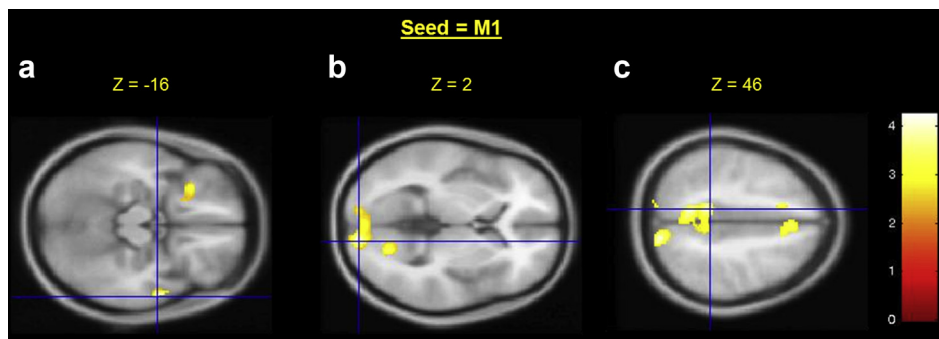 Seed = M1
a
b
c
Z = -16
Z = 2
Z = 46
4
3
2
1
0